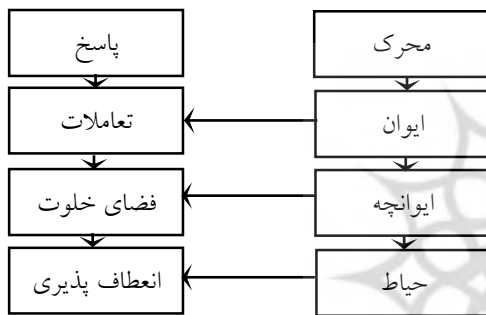 محرک
پاسخ
ایوان
تعاملات
ایوانچه
فضای خلوت
حیاط
انعطاف پذیری